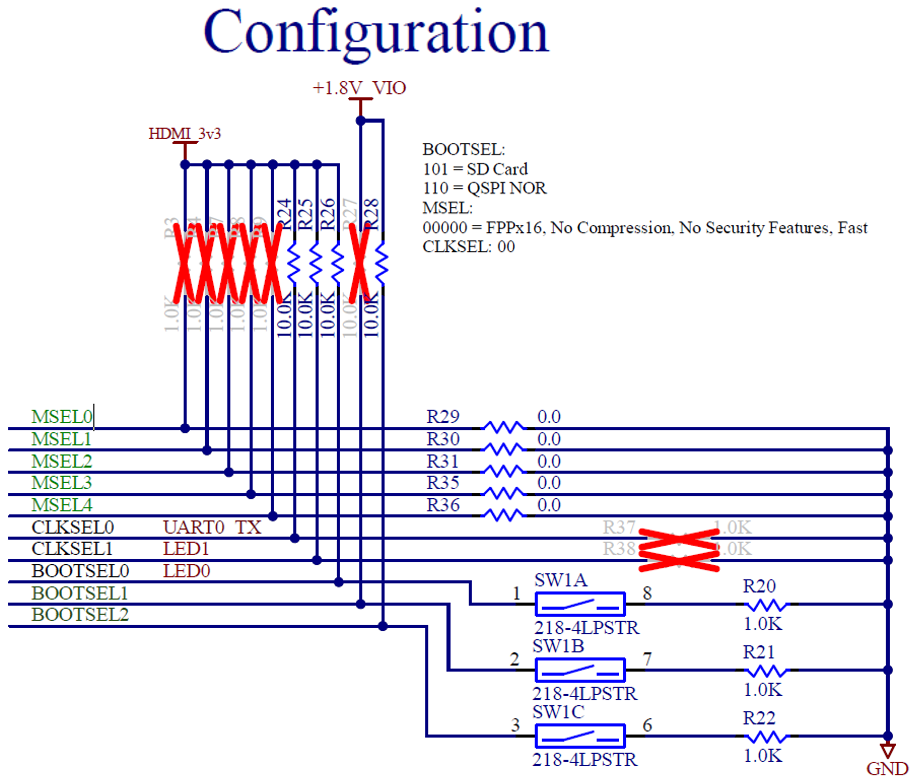 Configuration
+1.8V_VIO
HDMI_3v3
BOOTSEL:
101 = SD Card
110 = QSPI NOR
MSEL:
00000 = FPPx16, No Compression, No Security Features, Fast
CLKSEL: 00
R3
R7
R24
R25
R26
R27
R28
1.0K
1.0K
1.0K
1.0K
1.0K
10.0K
10.0K
10.0K
10.0K
10.0K
MSEL0 R29 0.0
MSEL1 R30 0.0
MSEL2 R31 0.0
MSEL3 R35 0.0
MSEL4 R36 0.0
CLKSEL0 UART0_TX R37 1.0K
CLKSEL1 LED1 R38 1.0K
BOOTSEL0 LED0
BOOTSEL1
BOOTSEL2
1 SW1A 8 R20
218-4LPSTR 1.0K
2 SW1B 7 R21
218-4LPSTR 1.0K
3 SW1C 6 R22
218-4LPSTR 1.0K
GND